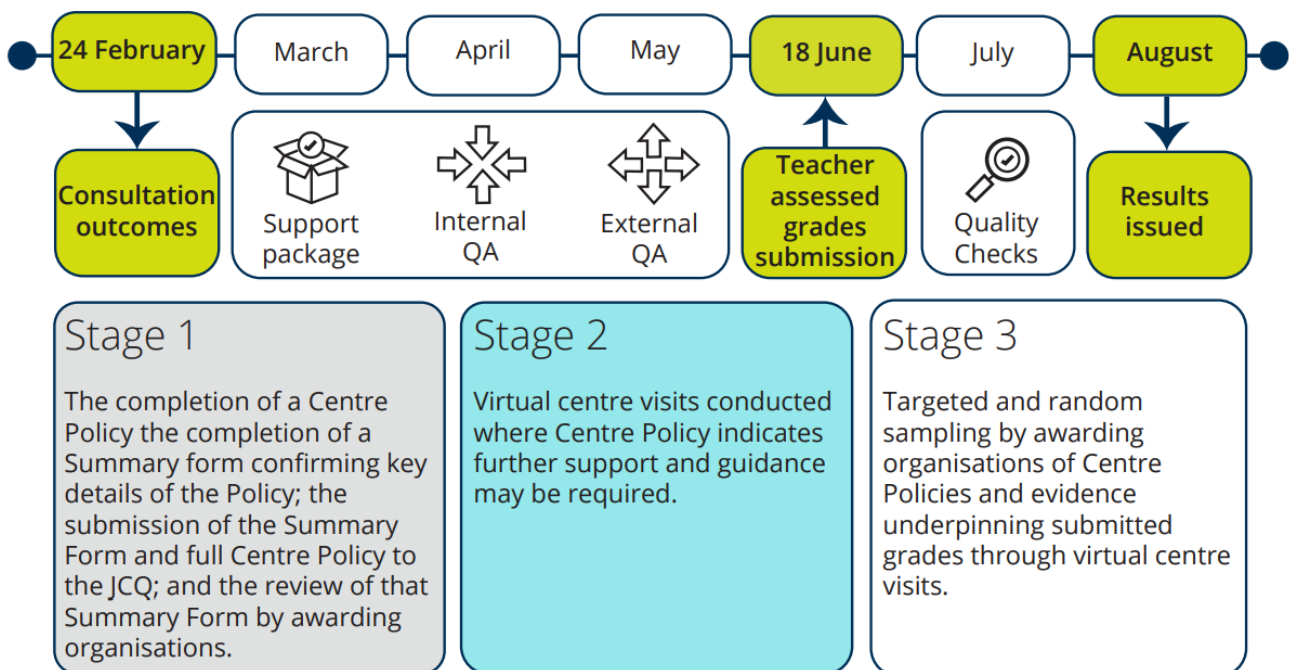 24 February
March
April
May
18 June
July
August
Consultation
outcomes
Support
package
Internal
QA
External
QA
Teacher
assessed
grades
submission
Quality
Checks
Results
issued
Stage 1
The completion of a Centre
Policy the completion of a
Summary form confirming key
details of the Policy; the
submission of the Summary
Form and full Centre Policy to
the JCQ; and the review of that
Summary Form by awarding
organisations.
Stage 2
Virtual centre visits conducted
where Centre Policy indicates
further support and guidance
may be required.
Stage 3
Targeted and random
sampling by awarding
organisations of Centre
Policies and evidence
underpinning submitted
grades through virtual centre
visits.